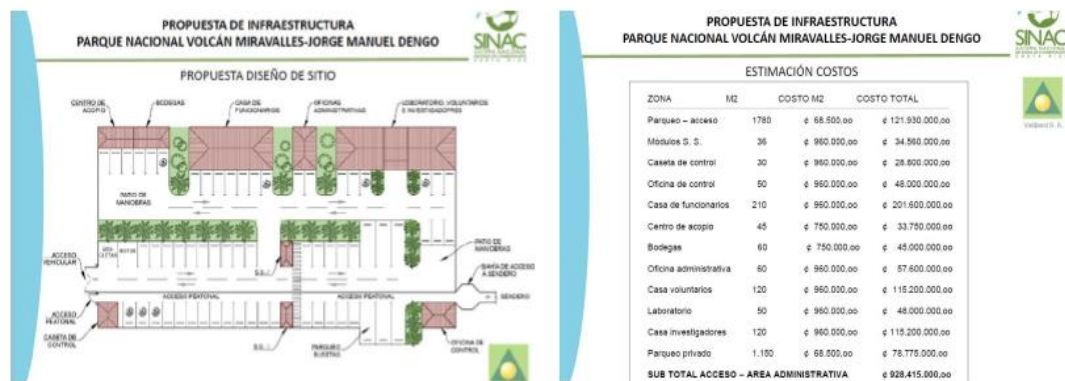 PROPUESTA DE INFRAESTRUCTURA
PARQUE NACIONAL VOLCÁN MIRAVALLES-JORGE MANUEL DENGO
SINAC
PROPUESTA DISEÑO DE SITIO
CENTRO DE ACOPIO
BODEGAS
CASA DE FUNCIONARIOS
OFICINAS ADMINISTRATIVAS
LABORATORIO, VOLUNTARIOS
PATIO DE MANIOBRAS
PATIO DE MANIOBRAS
ACCESO VEHICULAR
BAHÍA DE ACCESO A SENDERO
ACCESO PEATONAL
ACCESO PEATONAL
SENDERO
ACCESO PEATONAL
CASETA DE CONTROL
S.S.
S.S.
PARQUEO BUSETAS
OFICINA DE CONTROL
PROPUESTA DE INFRAESTRUCTURA
PARQUE NACIONAL VOLCÁN MIRAVALLES-JORGE MANUEL DENGO
SINAC
ESTIMACIÓN COSTOS
ZONA M2 COSTO M2 COSTO TOTAL
Parqueo – acceso 1780 ¢ 68.500,oo ¢ 121.930.000,oo
Módulos S. S. 36 ¢ 960.000,oo ¢ 34.560.000,oo
Caseta de control 30 ¢ 960.000,oo ¢ 28.800.000,oo
Oficina de control 50 ¢ 960.000,oo ¢ 48.000.000,oo
Casa de funcionarios 210 ¢ 960.000,oo ¢ 201.600.000,oo
Centro de acopio 45 ¢ 750.000,oo ¢ 33.750.000,oo
Bodegas 60 ¢ 750.000,oo ¢ 45.000.000,oo
Oficina administrativa 60 ¢ 960.000,oo ¢ 57.600.000,oo
Casa voluntarios 120 ¢ 960.000,oo ¢ 115.200.000,oo
Laboratorio 50 ¢ 960.000,oo ¢ 48.000.000,oo
Casa investigadores 120 ¢ 960.000,oo ¢ 115.200.000,oo
Parqueo privado 1.150 ¢ 68.500,oo ¢ 78.775.000,oo
SUB TOTAL ACCESO – AREA ADMINISTRATIVA ¢ 928.415.000,oo